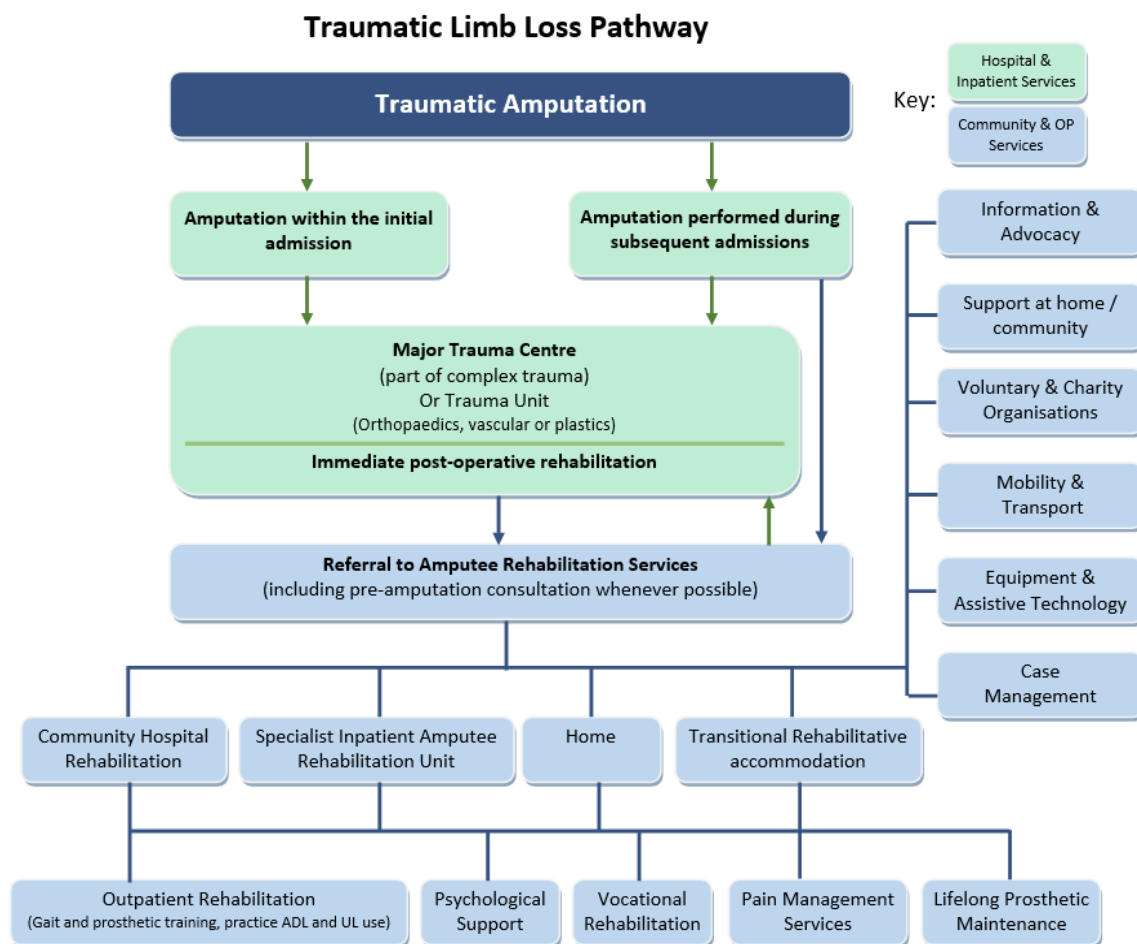 Traumatic Limb Loss Pathway
Key:
Hospital &
Inpatient Services
Community & OP
Services
Traumatic Amputation
Amputation within the initial
admission
Amputation performed during
subsequent admissions
Major Trauma Centre
(part of complex trauma)
Or Trauma Unit
(Orthopaedics, vascular or plastics)
Immediate post-operative rehabilitation
Referral to Amputee Rehabilitation Services
(including pre-amputation consultation whenever possible)
Information &
Advocacy
Support at home /
community
Voluntary & Charity
Organisations
Mobility &
Transport
Equipment &
Assistive Technology
Case
Management
Community Hospital
Rehabilitation
Specialist Inpatient Amputee
Rehabilitation Unit
Home
Transitional Rehabilitative
accommodation
Outpatient Rehabilitation
(Gait and prosthetic training, practice ADL and UL use)
Psychological
Support
Vocational
Rehabilitation
Pain Management
Services
Lifelong Prosthetic
Maintenance